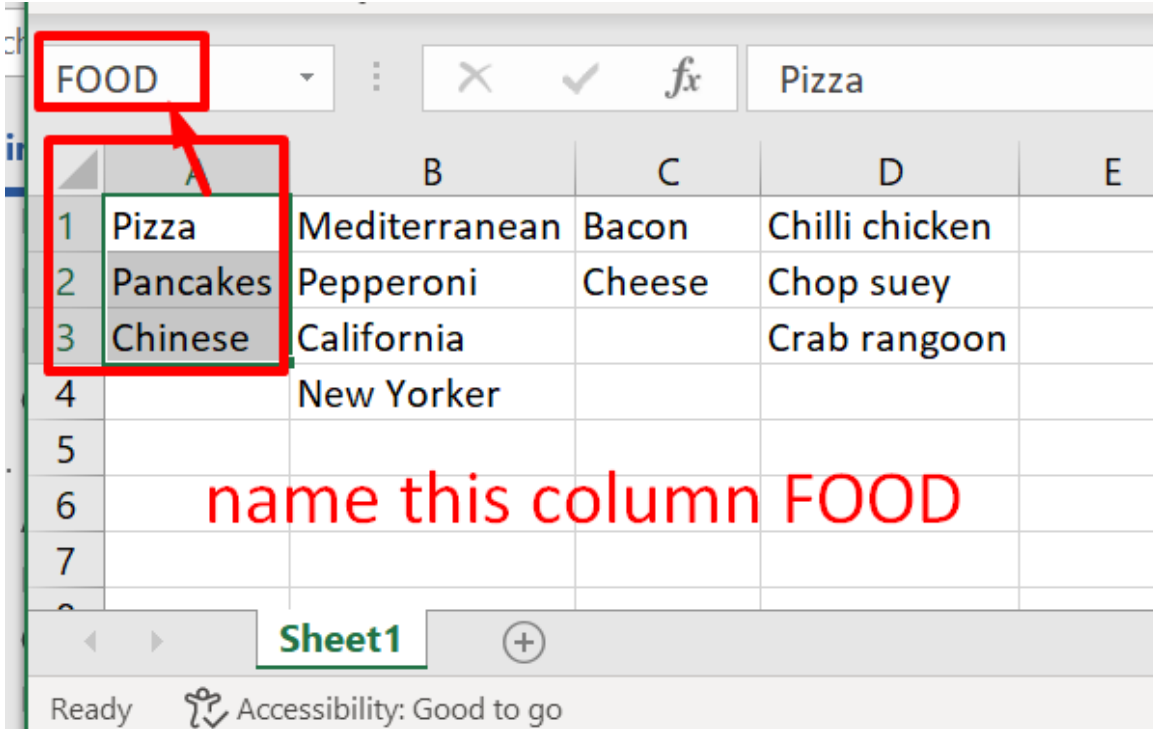 FOOD fx Pizza
A B C D E
1 Pizza Mediterranean Bacon Chilli chicken
2 Pancakes Pepperoni Cheese Chop suey
3 Chinese California Crab rangoon
4 New Yorker
5
6 name this column FOOD
7
Sheet1
Ready Accessibility: Good to go